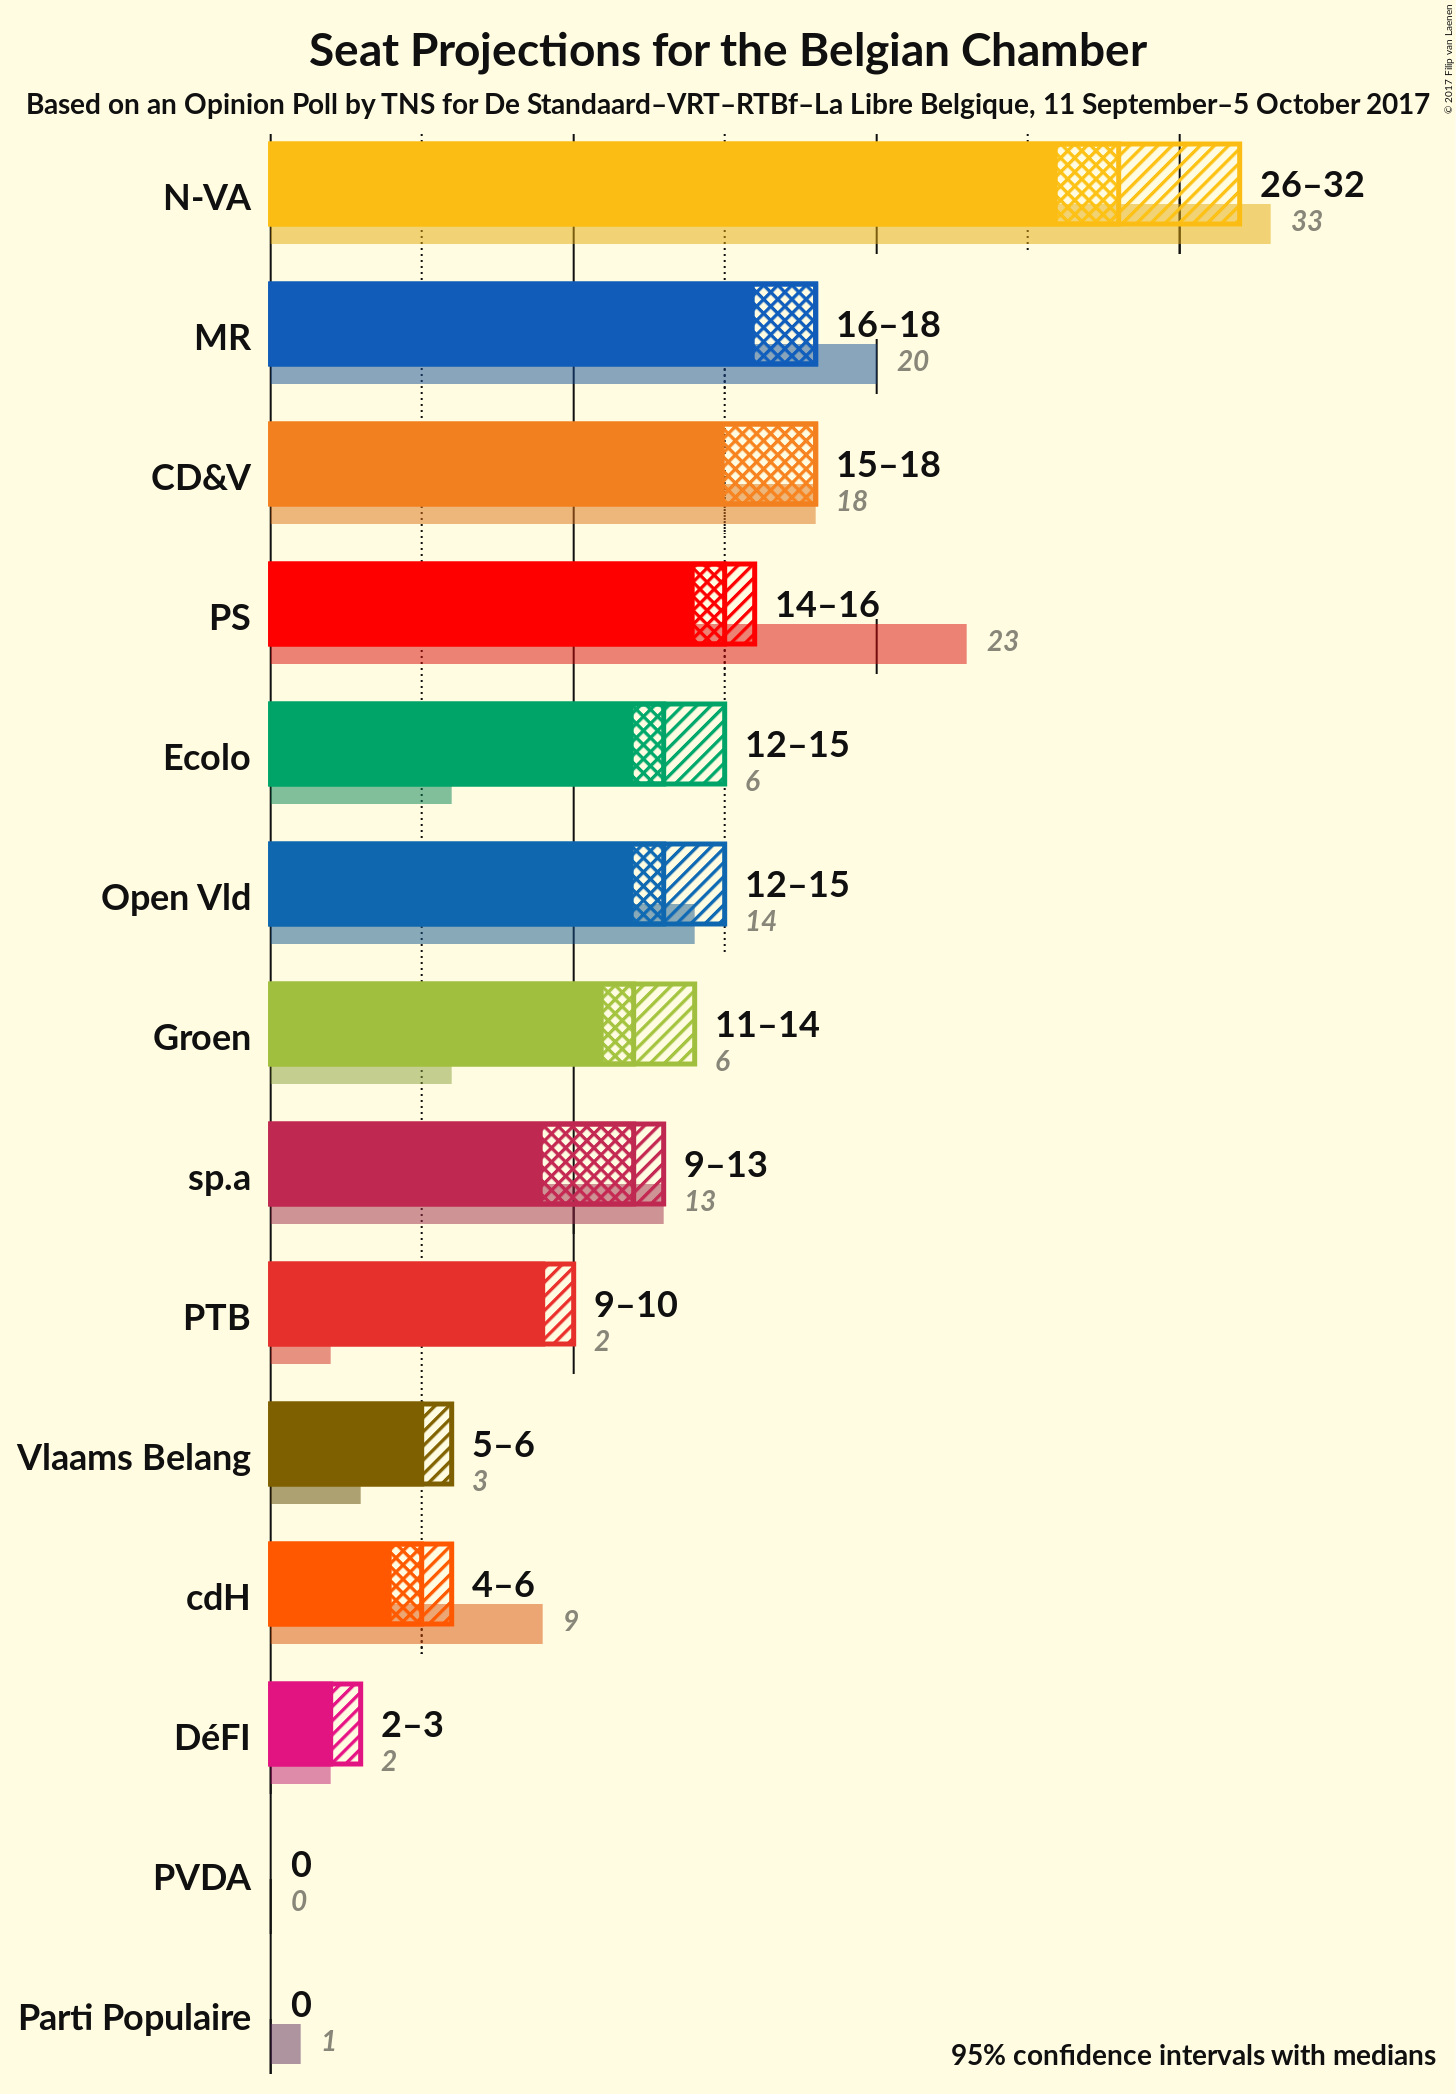 Seat Projections for the Belgian Chamber
Based on an Opinion Poll by TNS for De Standaard–VRT–RTBf–La Libre Belgique, 11 September–5 October 2017
© 2017 Filip van Laenen
N-VA
26–32
33
MR
16–18
20
CD&V
15–18
18
PS
14–16
23
Ecolo
12–15
6
Open Vld
12–15
14
Groen
11–14
6
sp.a
9–13
13
PTB
9–10
2
Vlaams Belang
5–6
3
cdH
4–6
9
DéFI
2–3
2
PVDA
0
0
Parti Populaire
0
1
95% confidence intervals with medians